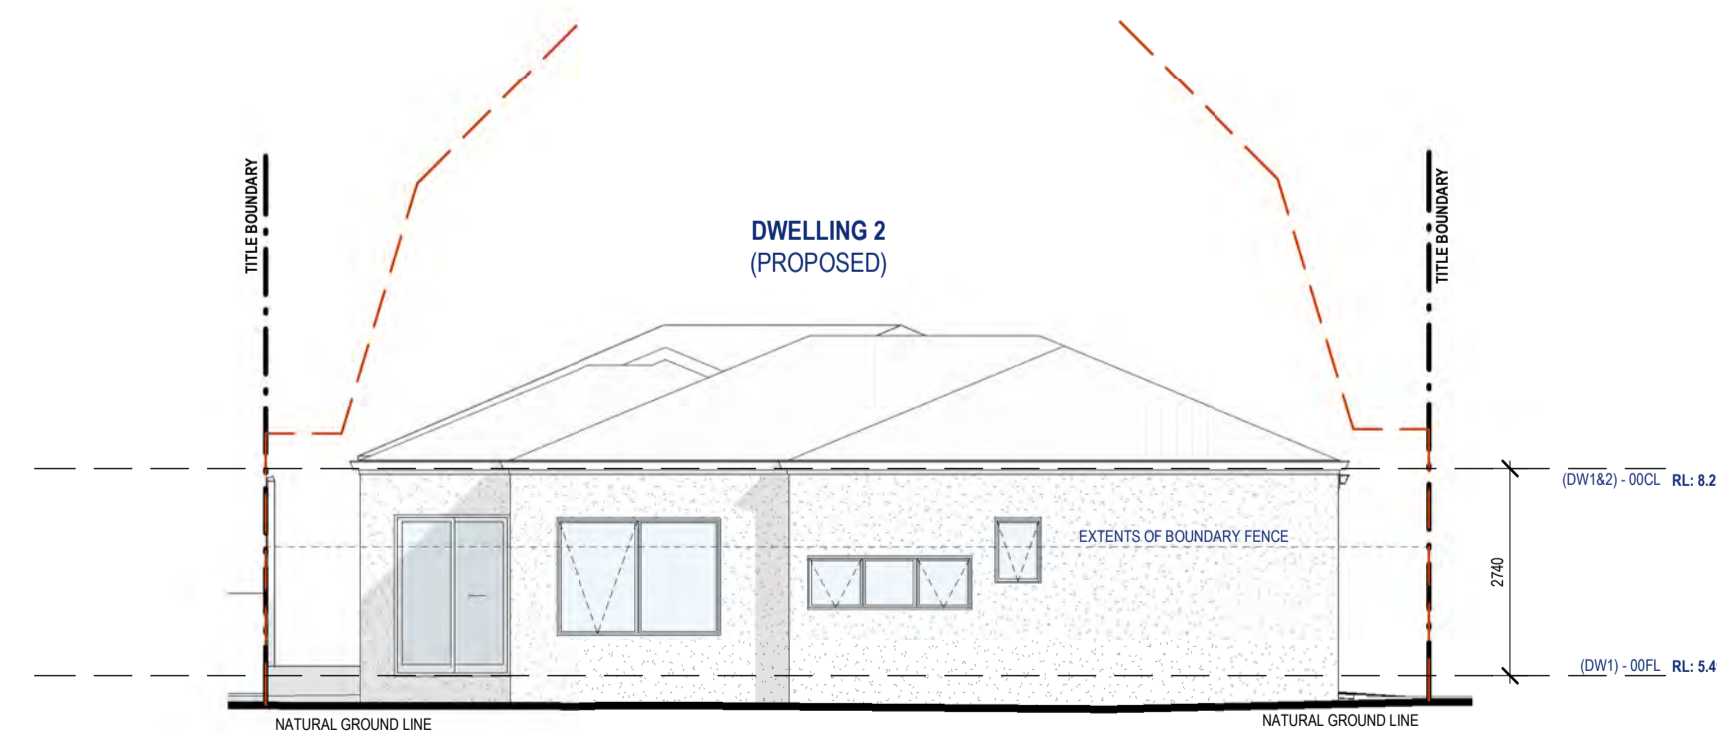 TITLE BOUNDARY
TITLE BOUNDARY
DWELLING 2
(PROPOSED)
(DW1&2) - 00CL RL: 8.2
EXTENTS OF BOUNDARY FENCE
2740
(DW1) - 00FL RL: 5.4
NATURAL GROUND LINE
NATURAL GROUND LINE